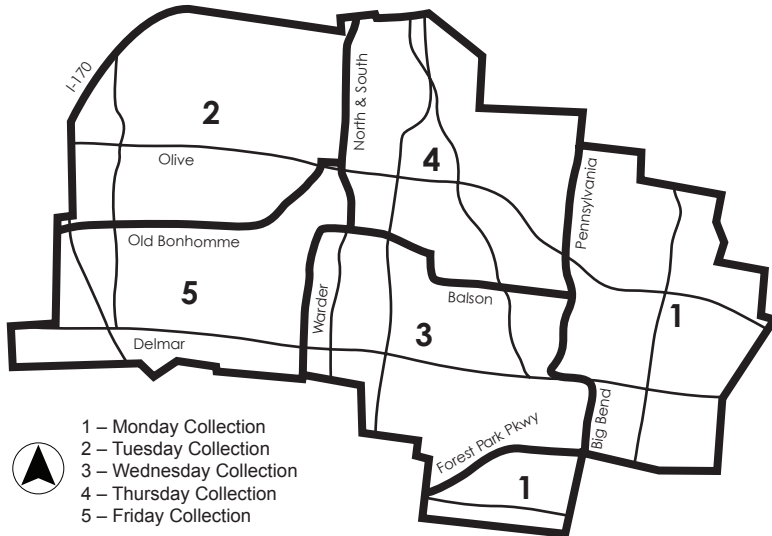 I-170
North & South
2
4
Olive
Pennsylvania
Old Bonhomme
5
Warder
Balson
1
3
Delmar
Forest Park Pkwy
Big Bend
1
1 – Monday Collection
2 – Tuesday Collection
3 – Wednesday Collection
4 – Thursday Collection
5 – Friday Collection